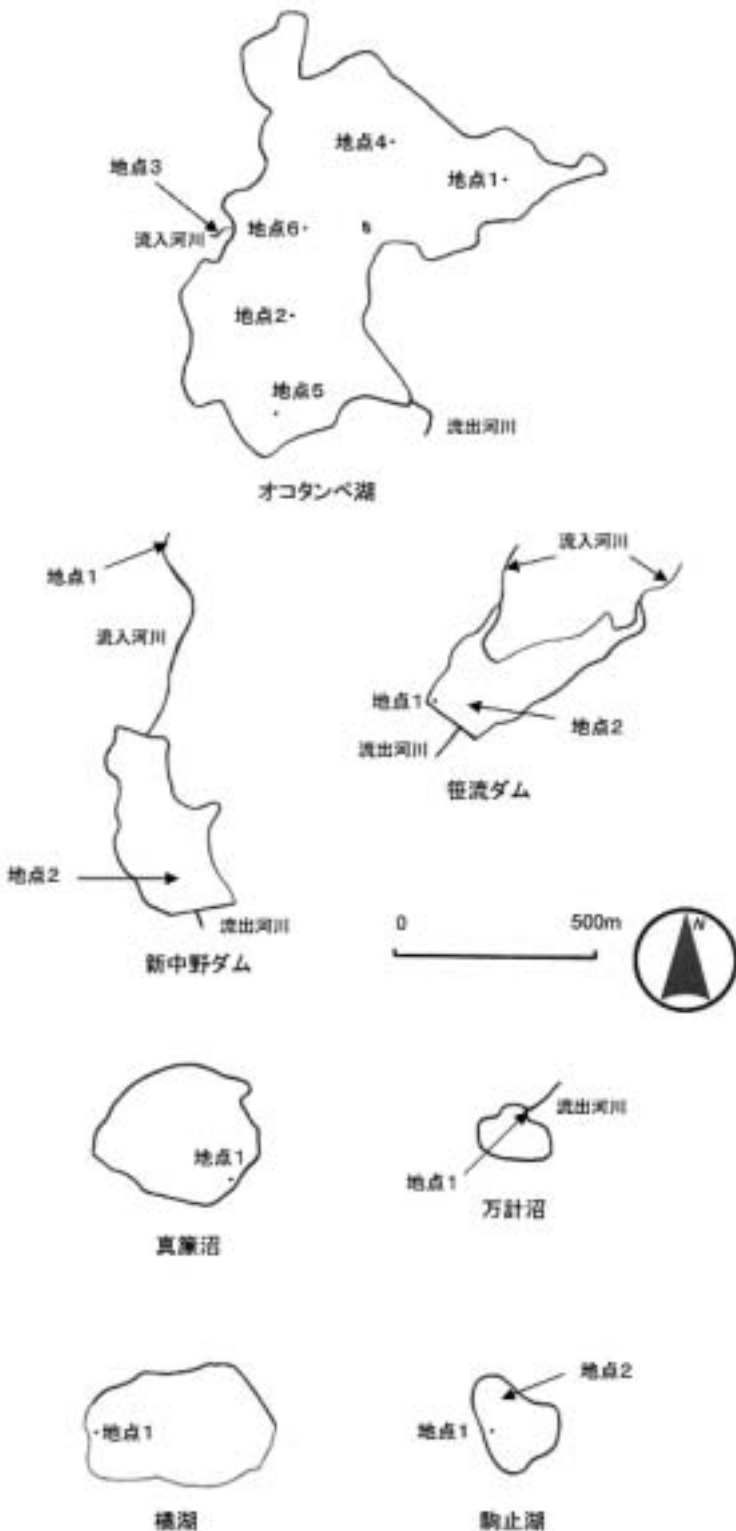 地点4
地点3
地点1
流入河川
地点6
地点2
地点5
流出河川
オコタンペ湖
地点1
流入河川
流入河川
地点1
地点2
流出河川
笹流ダム
地点2
流出河川
新中野ダム
0 500m
N
地点1
真簾沼
流出河川
地点1
万計沼
地点1
橘湖
地点2
地点1
駒止湖